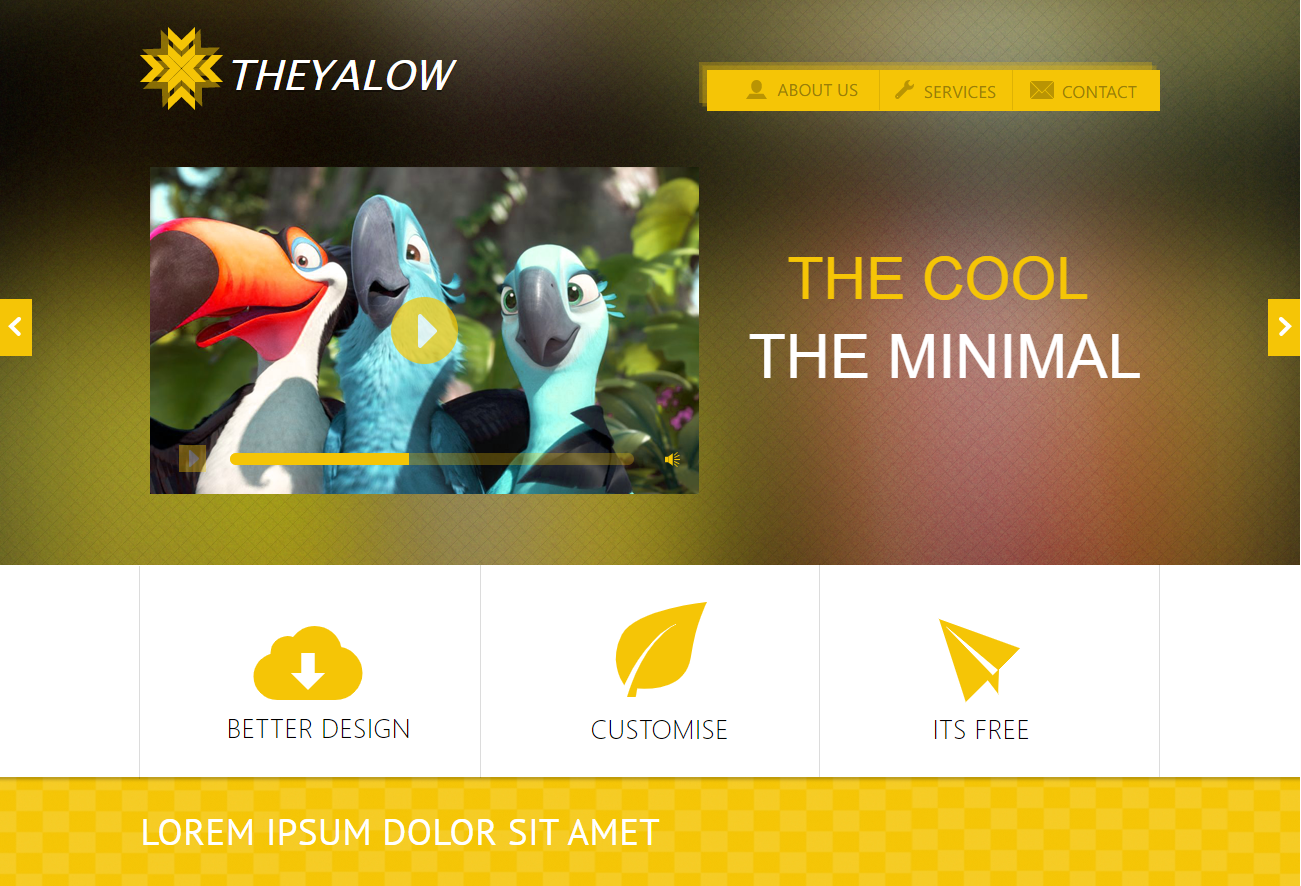 THEYALOW
ABOUT US
SERVICES
CONTACT
THE COOL
THE MINIMAL
BETTER DESIGN
CUSTOMISE
ITS FREE
LOREM IPSUM DOLOR SIT AMET